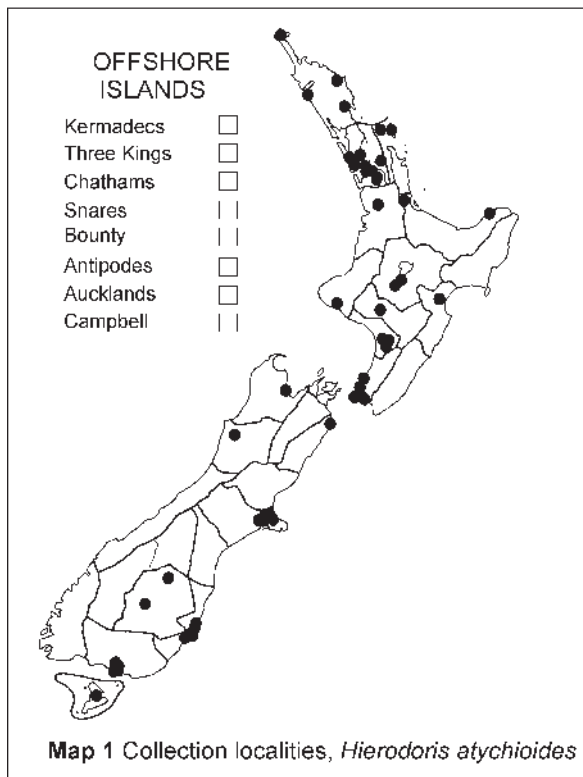 OFFSHORE
ISLANDS
Kermadecs
Three Kings
Chathams
Snares
Bounty
Antipodes
Aucklands
Campbell
Map 1 Collection localities, Hierodoris atychioides